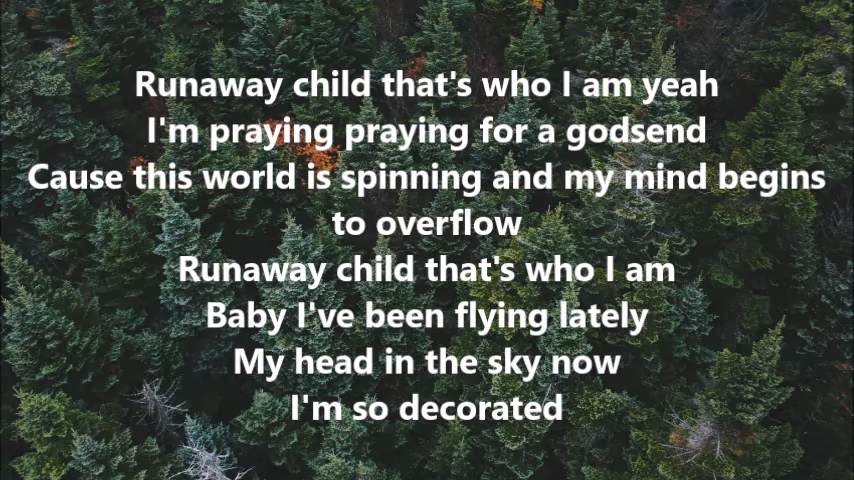 Runaway child that's who I am yeah
I'm praying praying for a godsend
Cause this world is spinning and my mind begins
to overflow
Runaway child that's who I am
Baby I've been flying lately
My head in the sky now
I'm so decorated